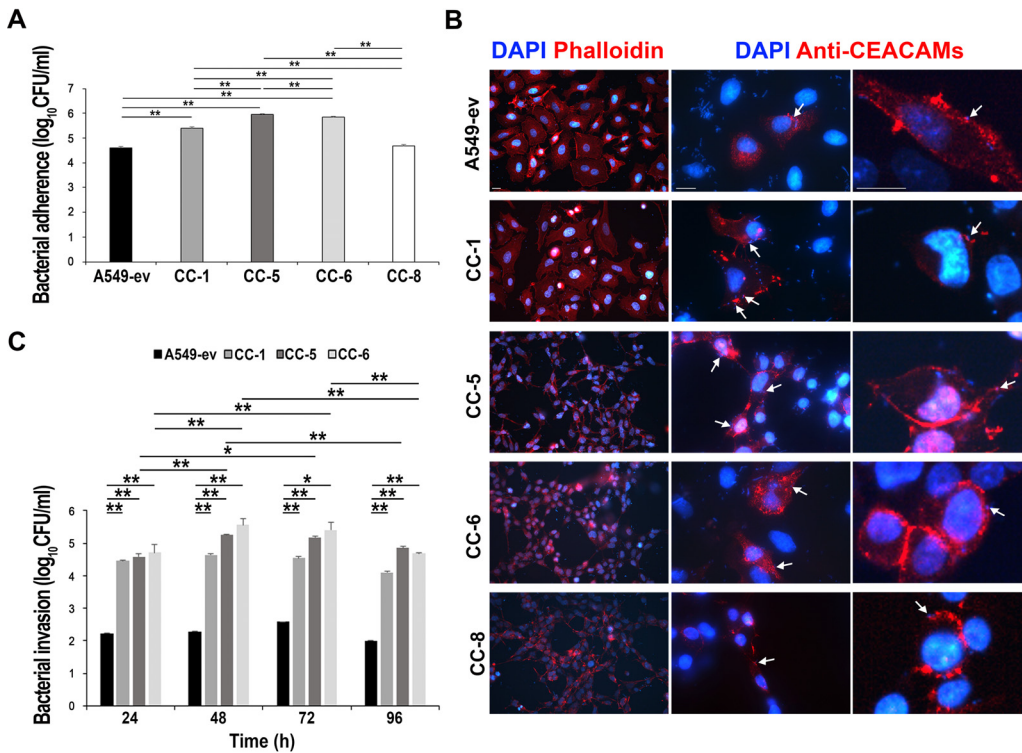 A
Bacterial adherence (log10CFU/ml)
7
6
5
4
3
2
1
0
** ** ** ** ** ** ** ** **
A549-ev CC-1 CC-5 CC-6 CC-8
B
DAPI Phalloidin DAPI Anti-CEACAMs
A549-ev
CC-1
CC-5
CC-6
CC-8
C
A549-ev CC-1 CC-5 CC-6
Bacterial invasion (log10CFU/ml)
7
6
5
4
3
2
1
0
**
**
**
**
**
*
**
** ** * **
** ** ** **
** ** ** **
24 48 72 96
Time (h)